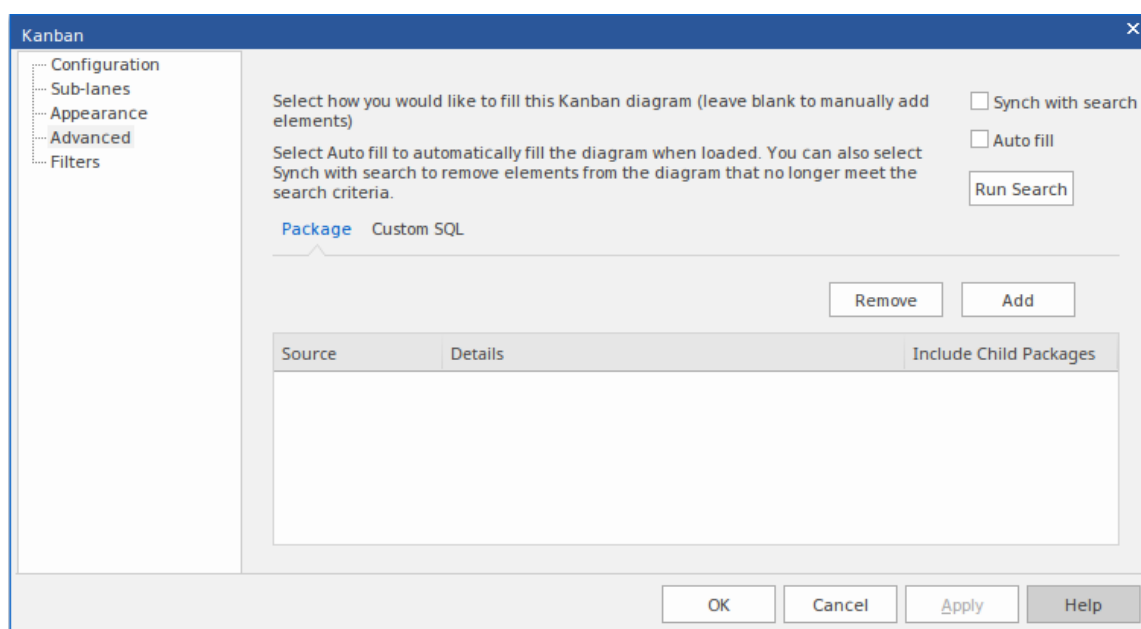 Kanban
Configuration
Sub-lanes
Appearance
Advanced
Filters
Select how you would like to fill this Kanban diagram (leave blank to manually add
elements)
Select Auto fill to automatically fill the diagram when loaded. You can also select
Synch with search to remove elements from the diagram that no longer meet the
search criteria.
Synch with search
Auto fill
Run Search
Package Custom SQL
Remove Add
Source Details Include Child Packages
OK Cancel Apply Help